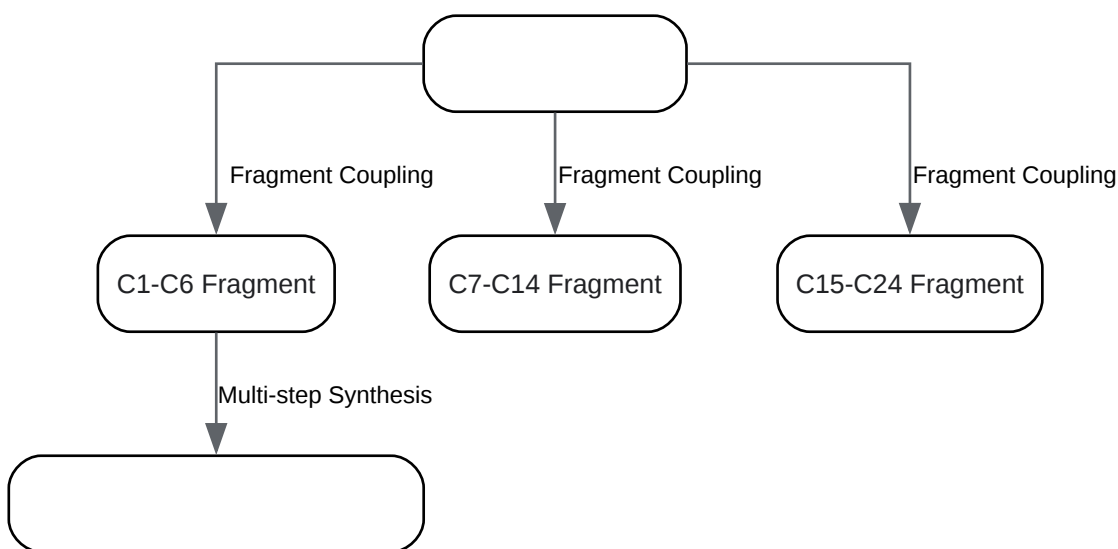 Fragment Coupling
Fragment Coupling
Fragment Coupling
C1-C6 Fragment
C7-C14 Fragment
C15-C24 Fragment
Multi-step Synthesis